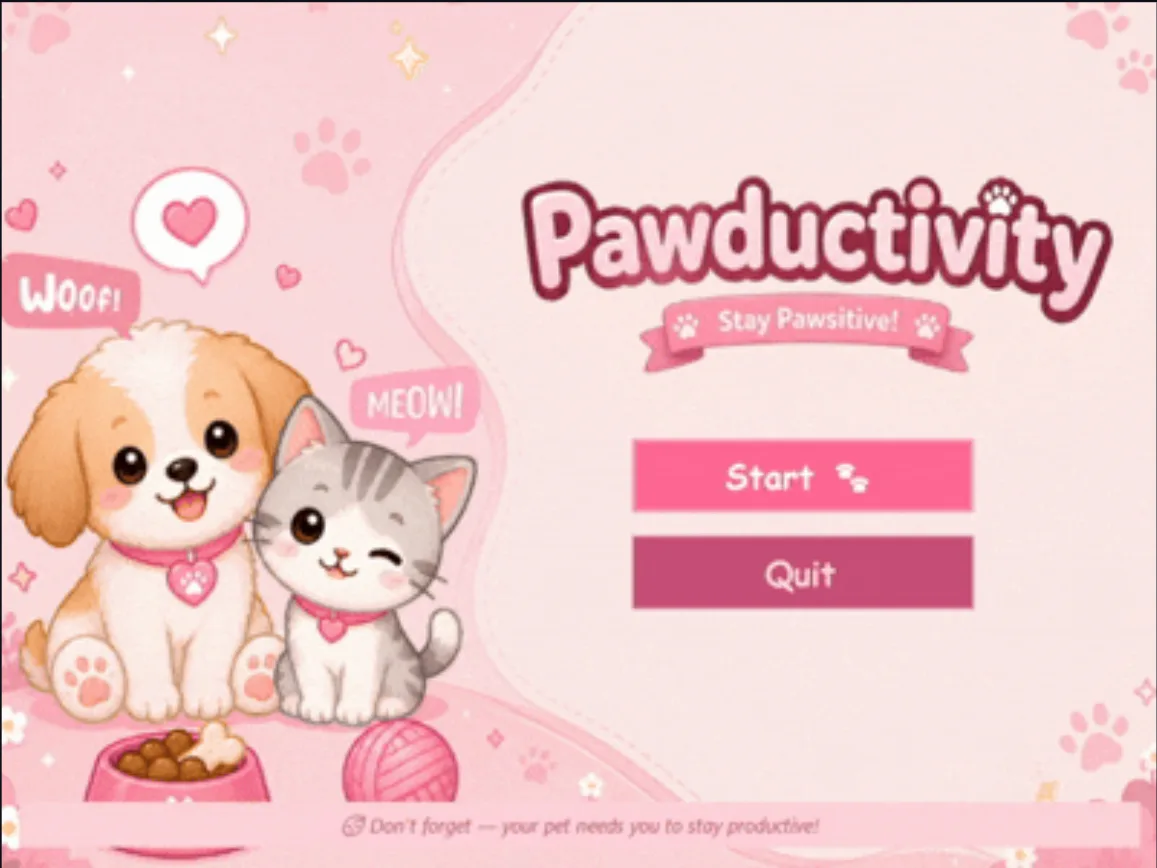 Woof!
MEOW!
Pawductivity
Stay Pawsitive!
Start
Quit
Don't forget — your pet needs you to stay productive!